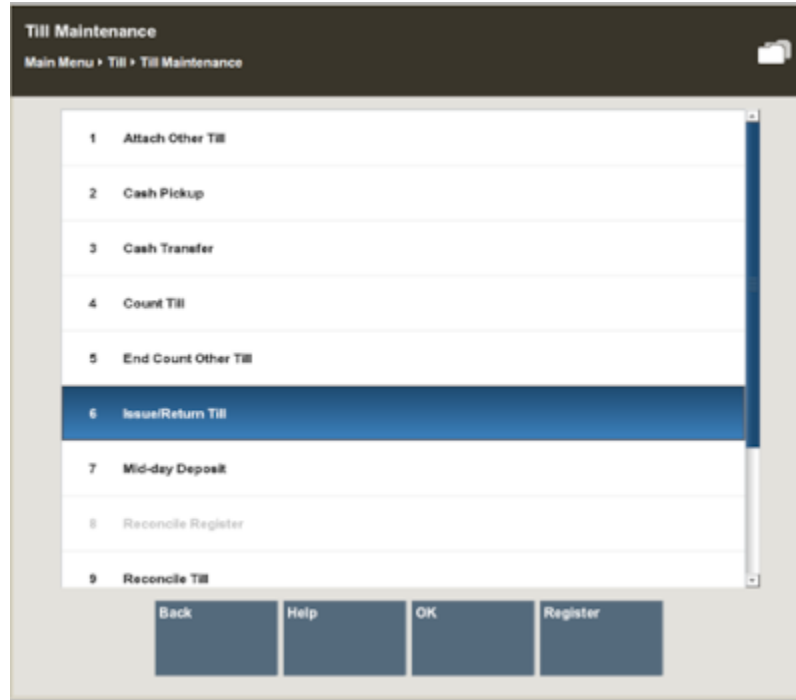 Till Maintenance
Main Menu ▸ Till ▸ Till Maintenance
1 Attach Other Till
2 Cash Pickup
3 Cash Transfer
4 Count Till
5 End Count Other Till
6 Issue/Return Till
7 Mid-day Deposit
8 Reconcile Register
9 Reconcile Till
Back Help OK Register